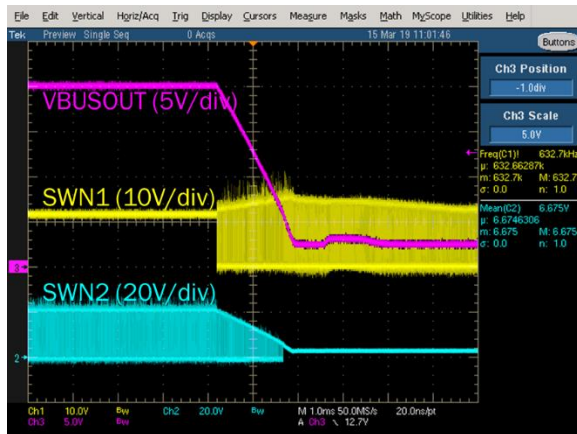 File Edit Vertical Horiz/Acq Trig Display Cursors Measure Masks Math MyScope Utilities Help
Tek Preview Single Seq 0 Acqs 15 Mar 19 11:01:46
Buttons
Ch3 Position
-1.0div
Ch3 Scale
5.0V
VBUSOUT (5V/div)
Freq(C1)! 632.7kHz
μ: 632.66287k
m: 632.7k M: 632.7
σ: 0.0 n: 1.0
SWN1 (10V/div)
Mean(C2) 6.675V
μ: 6.6746306
m: 6.675 M: 6.675
σ: 0.0 n: 1.0
3
SWN2 (20V/div)
2
Ch1 10.0V Bw Ch2 20.0V Bw M 1.0ms 50.0MS/s 20.0ns/pt
Ch3 5.0V Bw A Ch3 \ 12.7V